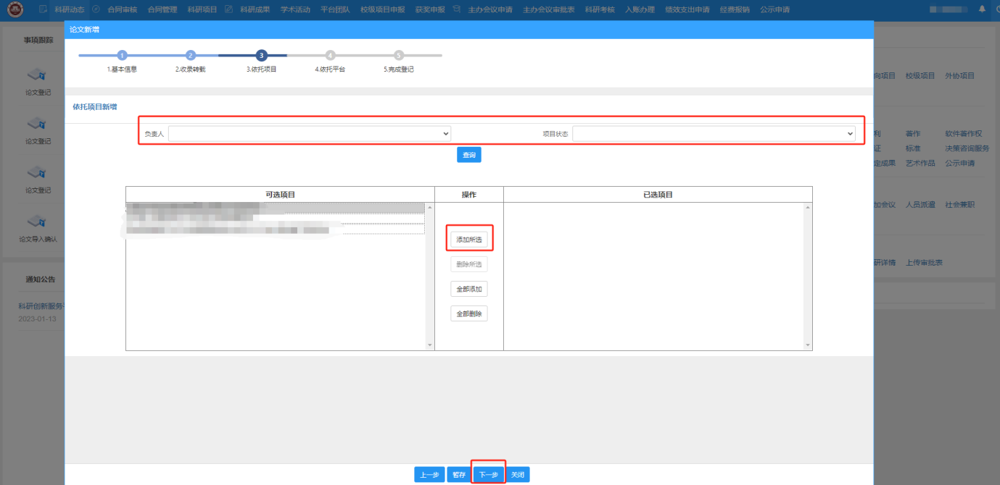 科研动态 合同审核 合同管理 科研项目 科研成果 学术活动 平台团队 校级项目申报 获奖申报 主办会议申请 主办会议审批表 科研考核 入账办理 绩效支出申请 经费报销 公示申请
论文新增
事项跟踪
1 2 3 4 5
1.基本信息 2.收录转载 3.依托项目 4.依托平台 5.完成登记
向项目 校级项目 外协项目
论文登记
依托项目新增
负责人 项目状态
利 著作 软件著作权
论文登记
证 标准 决策咨询服务
查询
定成果 艺术作品 公示申请
论文登记
可选项目 操作 已选项目
加会议 人员派遣 社会兼职
论文导入确认
添加所选
删除所选
研详情 上传审批表
通知公告
全部添加
科研创新服务
全部删除
2023-01-13
上一步 暂存 下一步 关闭